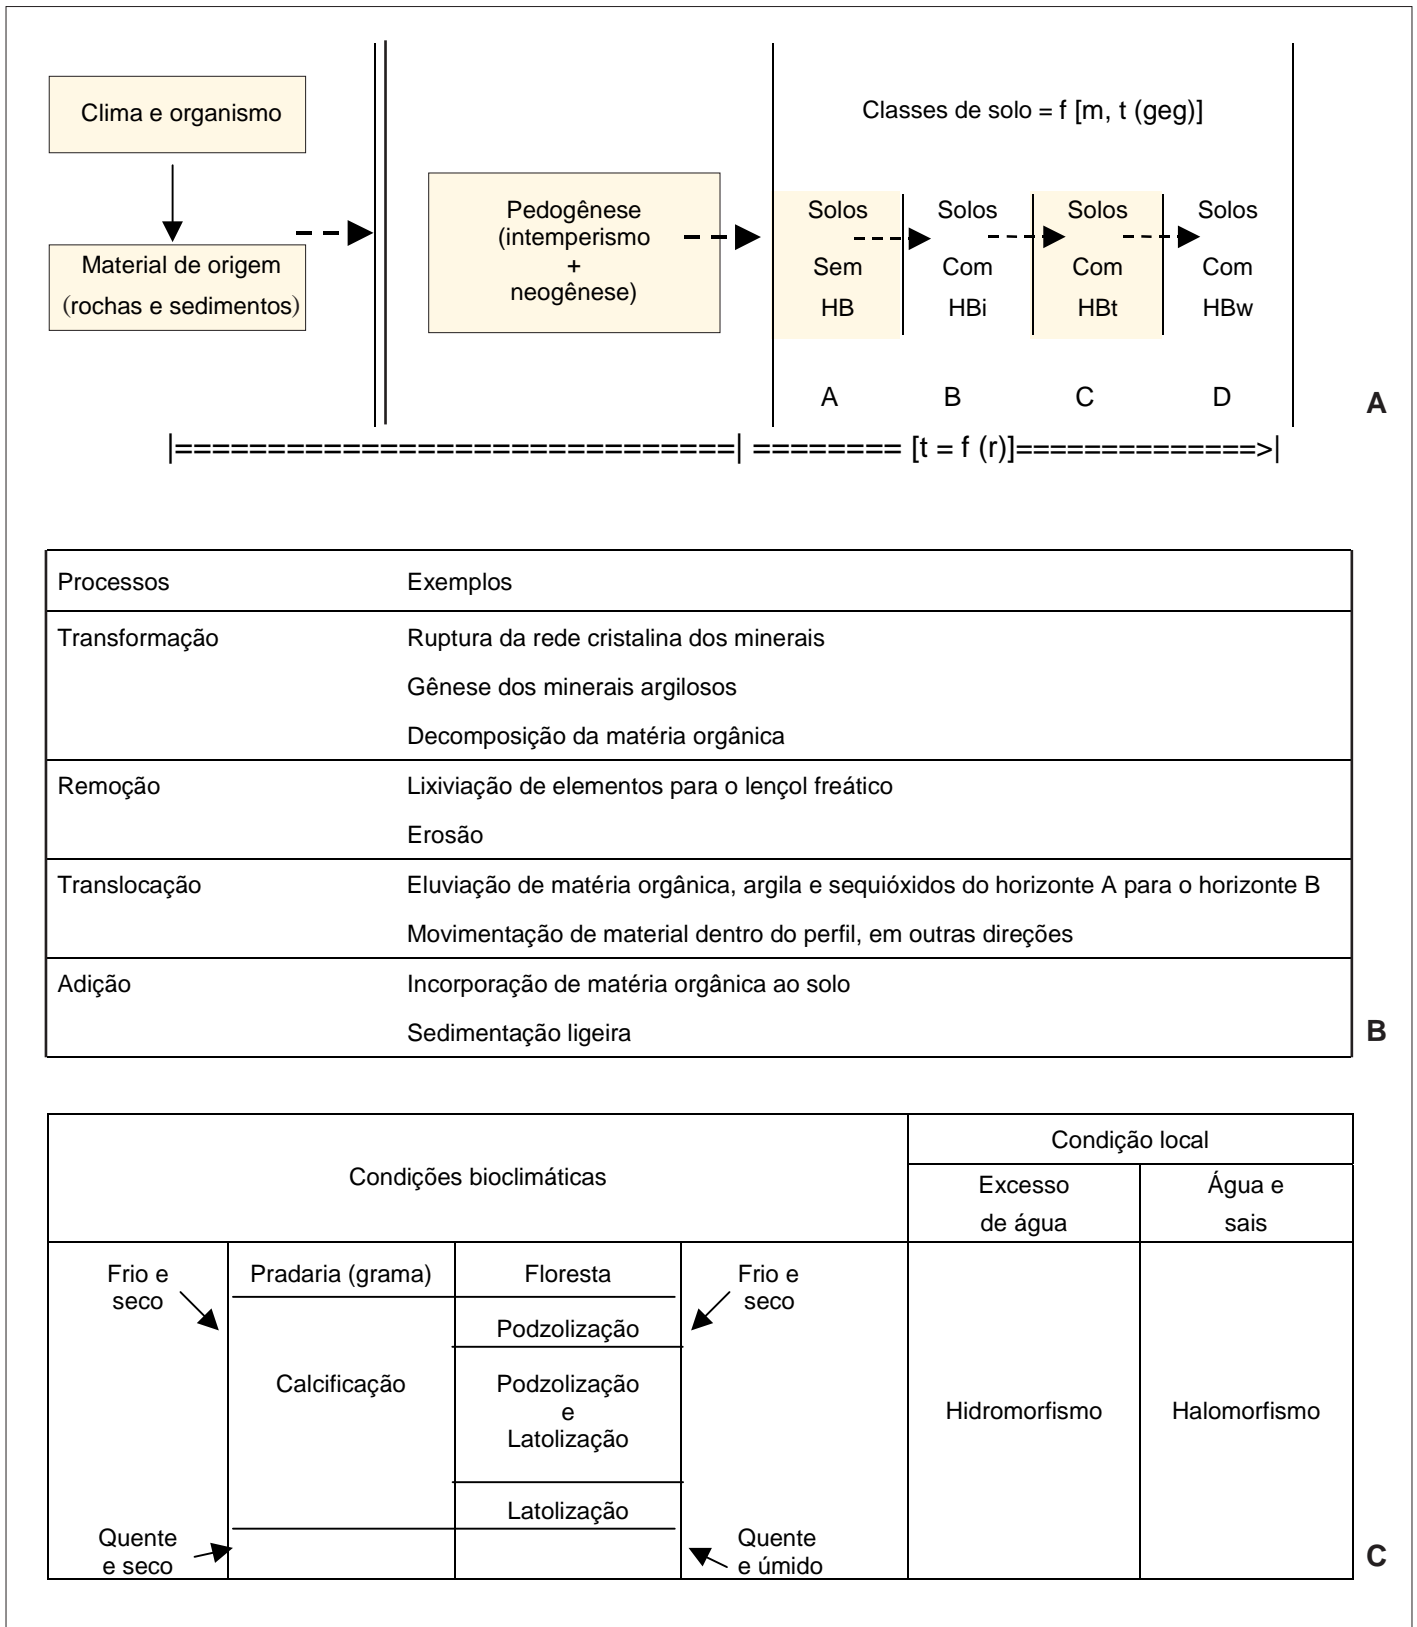 Clima e organismo
Material de origem
(rochas e sedimentos)
Pedogênese
(intemperismo
+
neogênese)
Classes de solo = f [m, t (geg)]
Solos
Sem
HB
Solos
Com
HBi
Solos
Com
HBt
Solos
Com
HBw
A B C D
A
|===============================| ======== [t = f (r)]=============>|
Processos Exemplos
Transformação Ruptura da rede cristalina dos minerais
Gênese dos minerais argilosos
Decomposição da matéria orgânica
Remoção Lixiviação de elementos para o lençol freático
Erosão
Translocação Eluviação de matéria orgânica, argila e sequióxidos do horizonte A para o horizonte B
Movimentação de material dentro do perfil, em outras direções
Adição Incorporação de matéria orgânica ao solo
Sedimentação ligeira
B
Condições bioclimáticas
Condição local
Excesso
de água
Água e
sais
Frio e
seco
Pradaria (grama)
Floresta
Frio e
seco
Podzolização
Calcificação
Podzolização
e
Latolização
Latolização
Quente
e seco
Quente
e úmido
Hidromorfismo
Halomorfismo
C